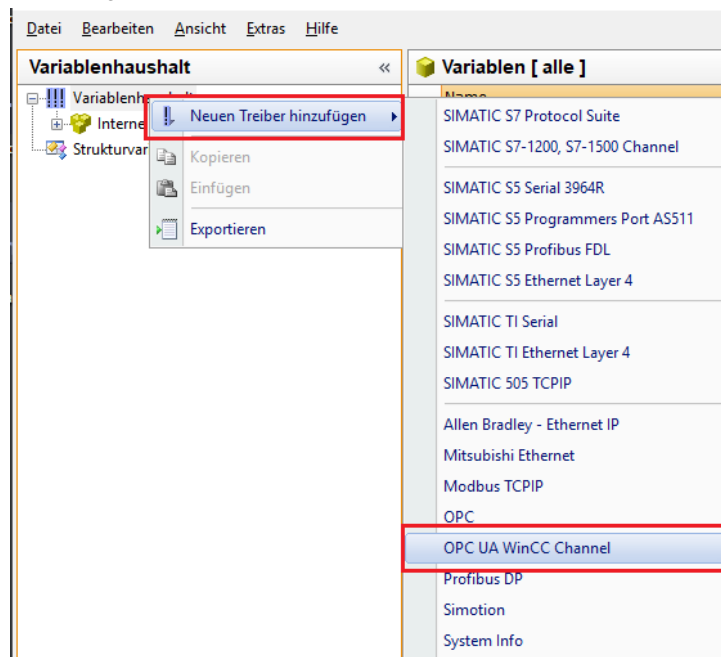 Datei Bearbeiten Ansicht Extras Hilfe
Variablenhaushalt «
Variablen [ alle ]
Name
Neuen Treiber hinzufügen
Kopieren
Einfügen
Exportieren
SIMATIC S7 Protocol Suite
SIMATIC S7-1200, S7-1500 Channel
SIMATIC S5 Serial 3964R
SIMATIC S5 Programmers Port AS511
SIMATIC S5 Profibus FDL
SIMATIC S5 Ethernet Layer 4
SIMATIC TI Serial
SIMATIC TI Ethernet Layer 4
SIMATIC 505 TCPIP
Allen Bradley - Ethernet IP
Mitsubishi Ethernet
Modbus TCPIP
OPC
OPC UA WinCC Channel
Profibus DP
Simotion
System Info